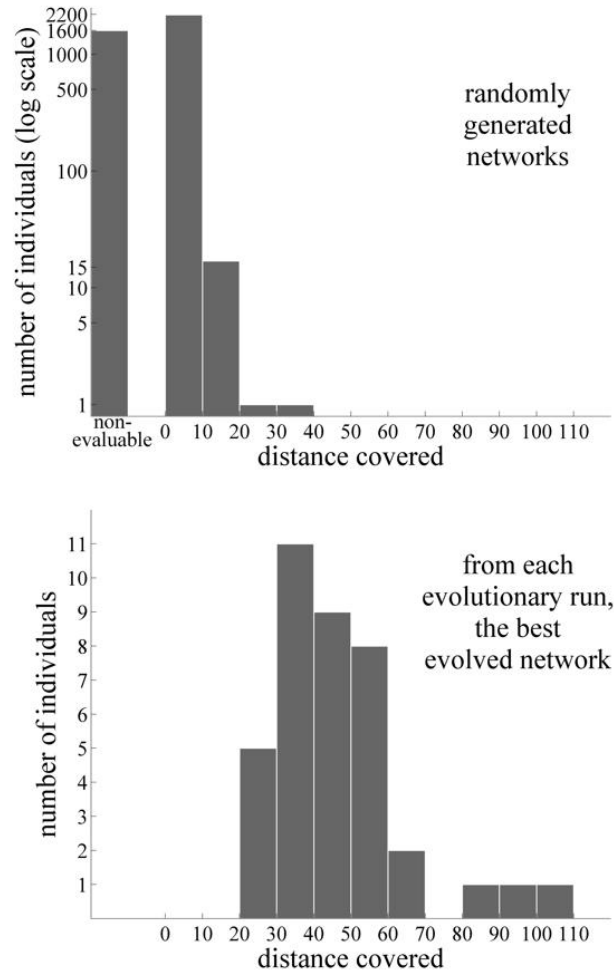 2200
1600
1000
500
100
15
10
5
1
number of individuals (log scale)
randomly
generated
networks
non-
evaluable
0 10 20 30 40 50 60 70 80 90 100 110
distance covered
11
10
9
8
7
6
5
4
3
2
1
number of individuals
from each
evolutionary run,
the best
evolved network
0 10 20 30 40 50 60 70 80 90 100 110
distance covered